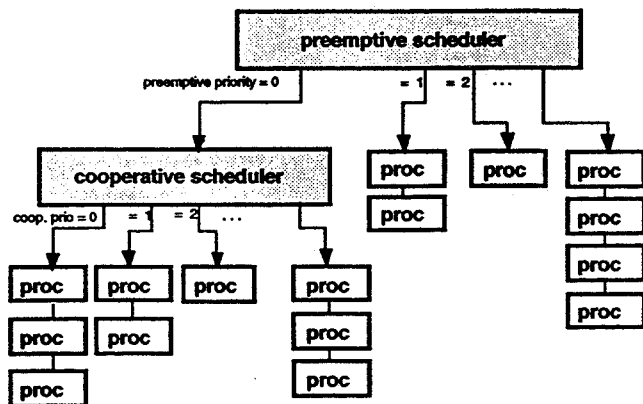 preemptive scheduler
preemptive priority = 0 = 1 = 2 ...
cooperative scheduler
proc proc proc
proc proc
coop. prio = 0 = 1 = 2 ...
proc
proc proc proc proc
proc
proc proc proc
proc proc